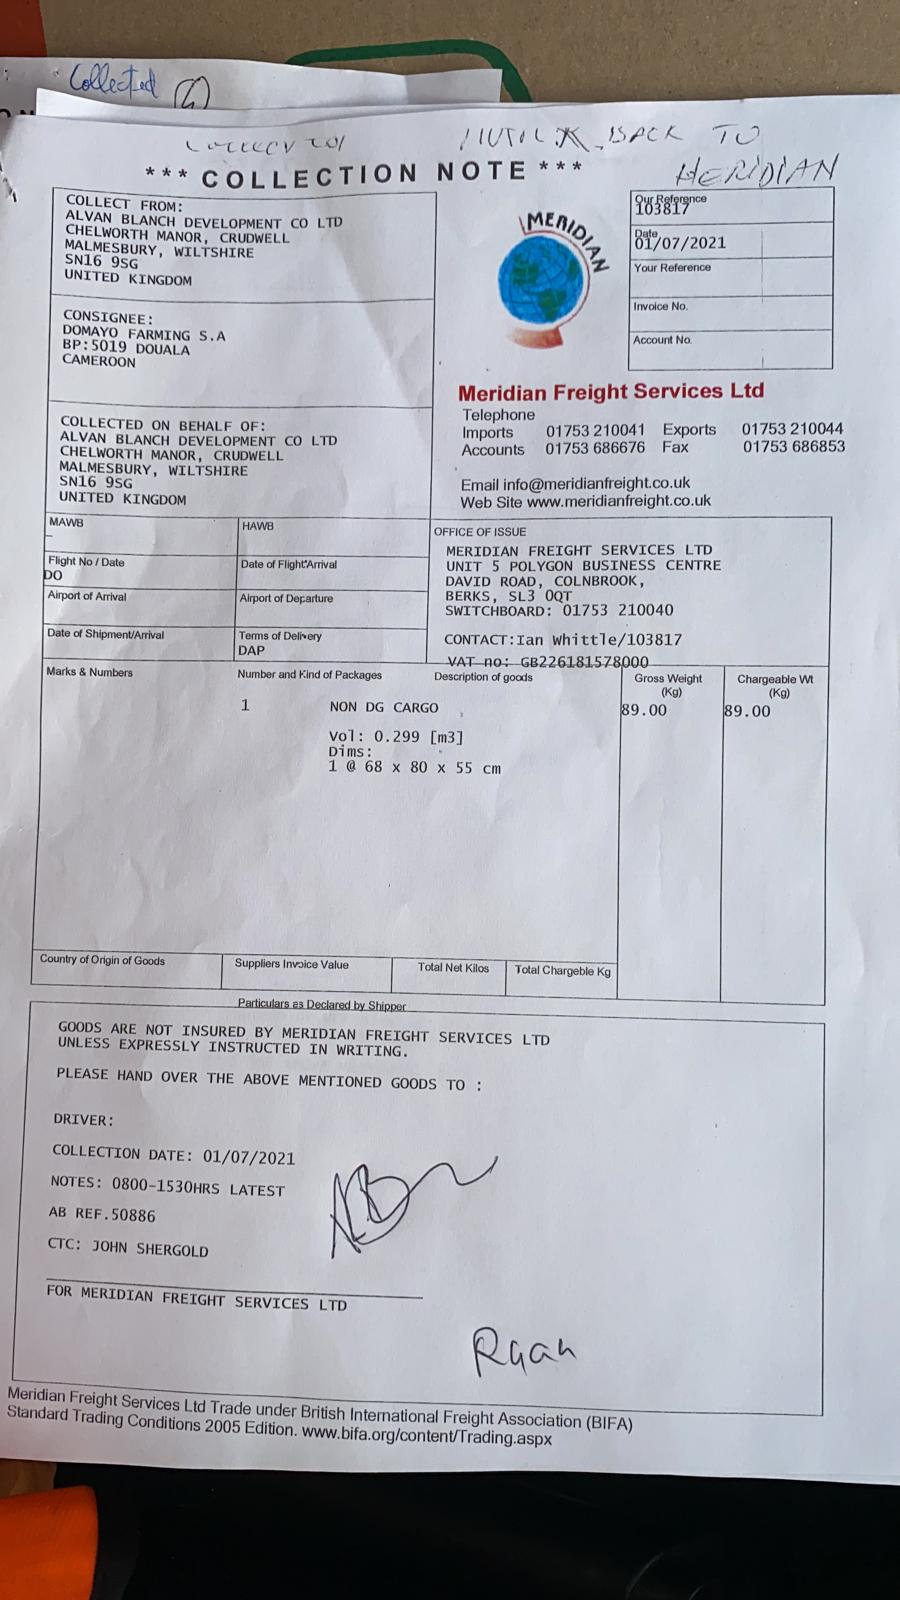 Collected
BACK TO
MERIDIAN
*** COLLECTION NOTE ***
COLLECT FROM:
ALVAN BLANCH DEVELOPMENT CO LTD
CHELWORTH MANOR, CRUDWELL
MALMESBURY, WILTSHIRE
SN16 9SG
UNITED KINGDOM
MERIDIAN
Our Reference
103817
Date
01/07/2021
Your Reference
Invoice No.
Account No.
CONSIGNEE:
DOMAYO FARMING S.A
BP:5019 DOUALA
CAMEROON
Meridian Freight Services Ltd
Telephone
Imports 01753 210041 Exports 01753 210044
Accounts 01753 686676 Fax 01753 686853
Email info@meridianfreight.co.uk
Web Site www.meridianfreight.co.uk
COLLECTED ON BEHALF OF:
ALVAN BLANCH DEVELOPMENT CO LTD
CHELWORTH MANOR, CRUDWELL
MALMESBURY, WILTSHIRE
SN16 9SG
UNITED KINGDOM
MAWB
HAWB
Flight No / Date
DO
Date of Flight Arrival
Airport of Arrival
Airport of Departure
Date of Shipment/Arrival
Terms of Delivery
DAP
OFFICE OF ISSUE
MERIDIAN FREIGHT SERVICES LTD
UNIT 5 POLYGON BUSINESS CENTRE
DAVID ROAD, COLNBROOK,
BERKS, SL3 0QT
SWITCHBOARD: 01753 210040
CONTACT:Ian Whittle/103817
VAT no: GB226181578000
Marks & Numbers
Number and Kind of Packages
Description of goods
Gross Weight
(Kg)
Chargeable Wt
(Kg)
1 NON DG CARGO 89.00 89.00
Vol: 0.299 [m3]
Dims:
1 @ 68 x 80 x 55 cm
Country of Origin of Goods
Suppliers Invoice Value
Total Net Kilos
Total Chargeable Kg
Particulars as Declared by Shipper
GOODS ARE NOT INSURED BY MERIDIAN FREIGHT SERVICES LTD
UNLESS EXPRESSLY INSTRUCTED IN WRITING.
PLEASE HAND OVER THE ABOVE MENTIONED GOODS TO :
DRIVER:
COLLECTION DATE: 01/07/2021
NOTES: 0800-1530HRS LATEST
AB REF.50886
CTC: JOHN SHERGOLD
FOR MERIDIAN FREIGHT SERVICES LTD
Meridian Freight Services Ltd Trade under British International Freight Association (BIFA)
Standard Trading Conditions 2005 Edition. www.bifa.org/content/Trading.aspx